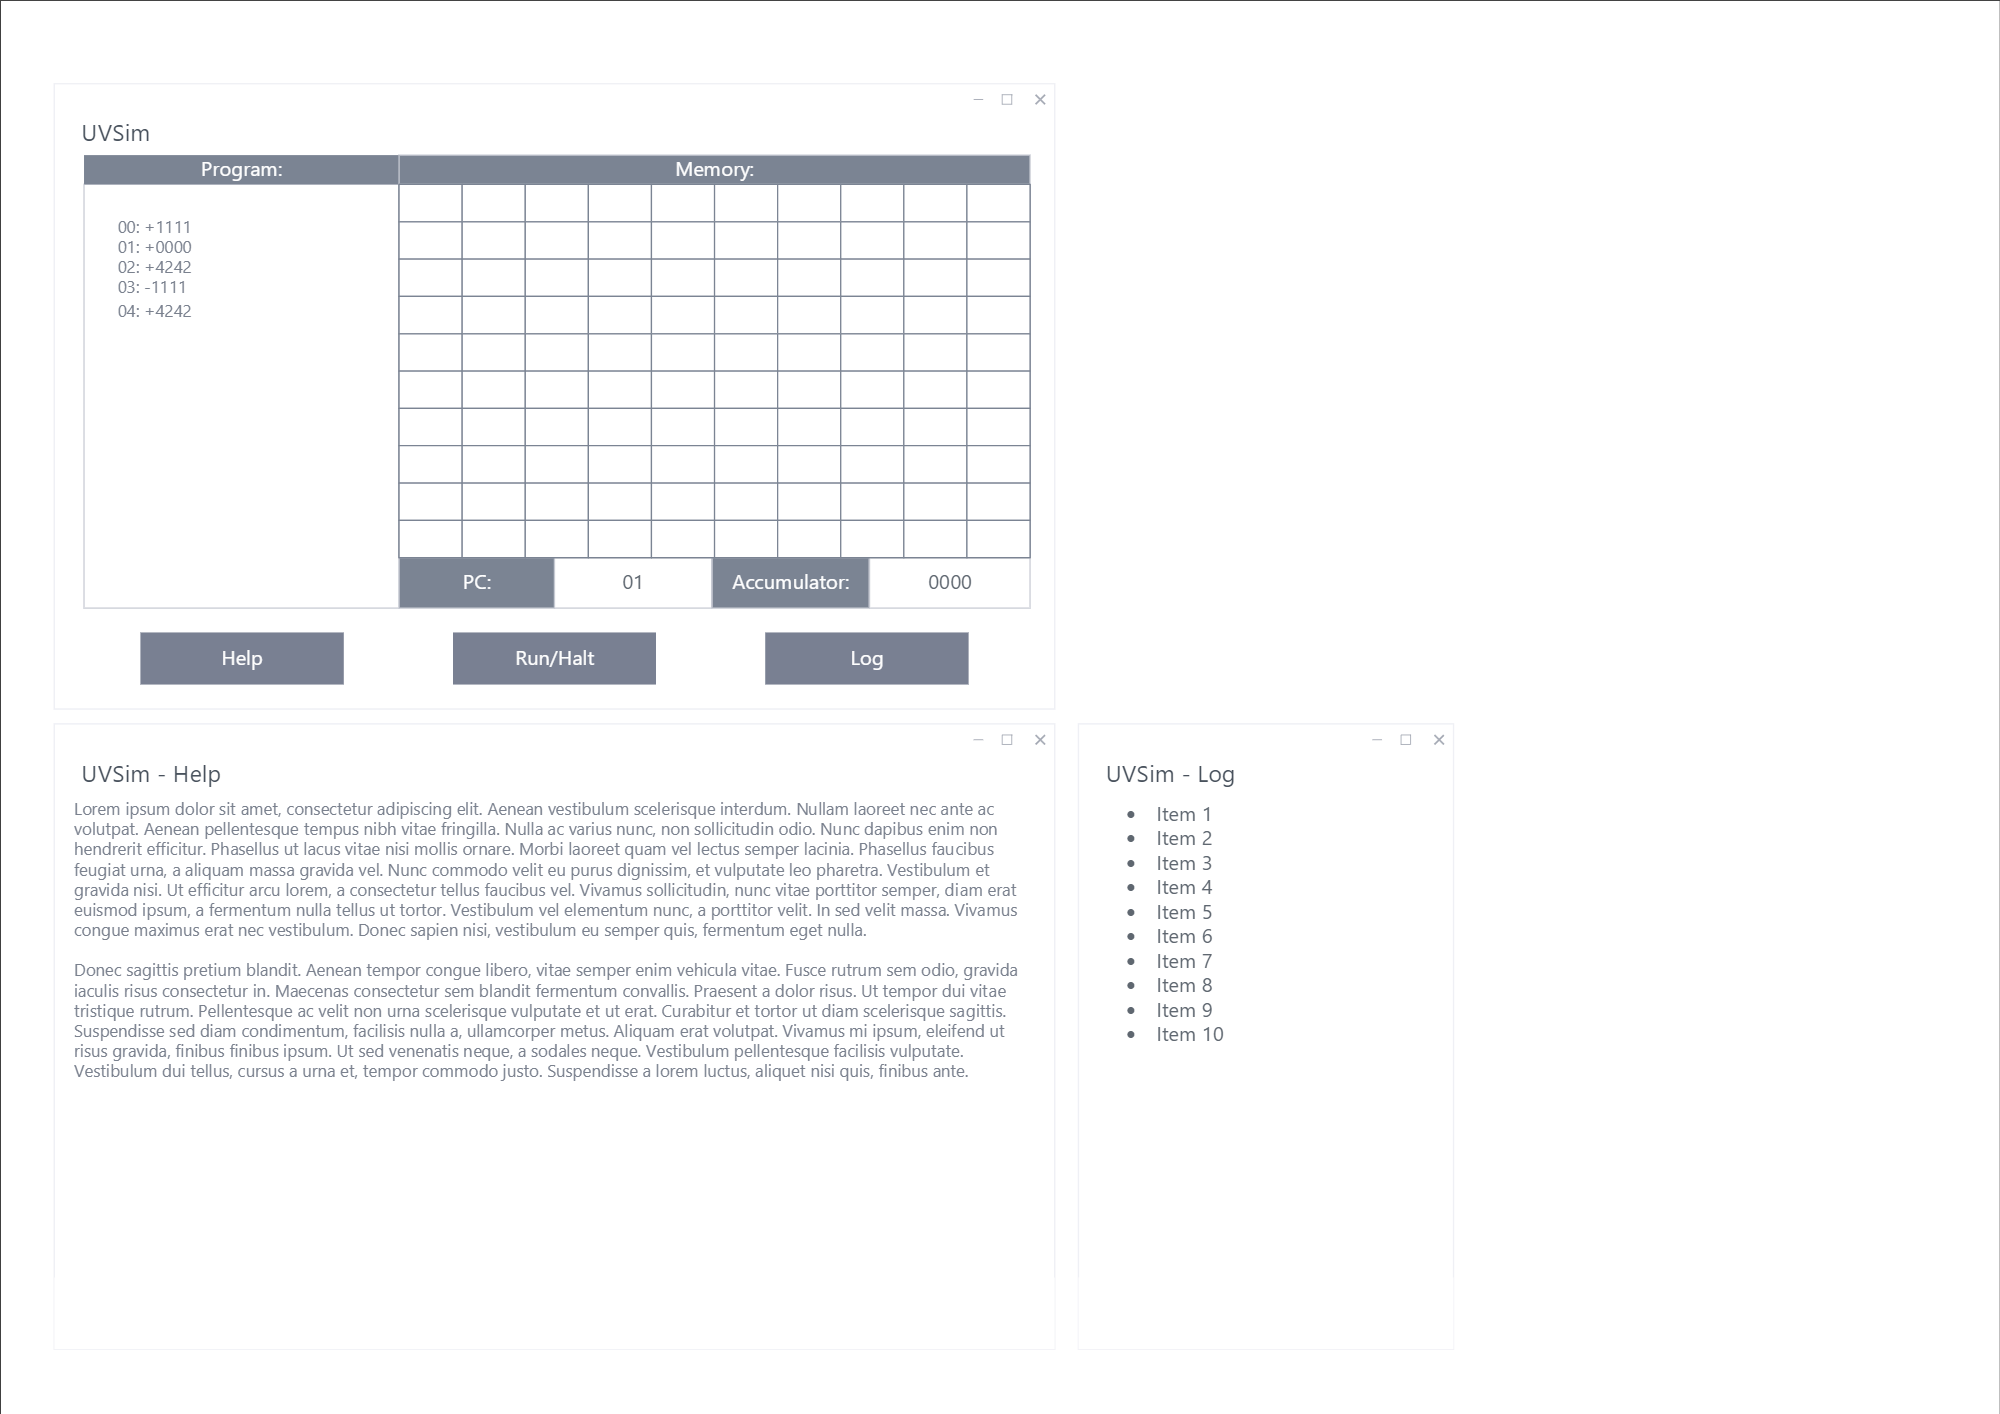 UVSim
Program:
Memory:
00: +1111
01: +0000
02: +4242
03: -1111
04: +4242
PC:
01
Accumulator:
0000
Help
Run/Halt
Log
UVSim - Help
Lorem ipsum dolor sit amet, consectetur adipiscing elit. Aenean vestibulum scelerisque interdum. Nullam laoreet nec ante ac
volutpat. Aenean pellentesque tempus nibh vitae fringilla. Nulla ac varius nunc, non sollicitudin odio. Nunc dapibus enim non
hendrerit efficitur. Phasellus ut lacus vitae nisi mollis ornare. Morbi laoreet quam vel lectus semper lacinia. Phasellus faucibus
feugiat urna, a aliquam massa gravida vel. Nunc commodo velit eu purus dignissim, et vulputate leo pharetra. Vestibulum et
gravida nisi. Ut efficitur arcu lorem, a consectetur tellus faucibus vel. Vivamus sollicitudin, nunc vitae porttitor semper, diam erat
euismod ipsum, a fermentum nulla tellus ut tortor. Vestibulum vel elementum nunc, a porttitor velit. In sed velit massa. Vivamus
congue maximus erat nec vestibulum. Donec sapien nisi, vestibulum eu semper quis, fermentum eget nulla.
Donec sagittis pretium blandit. Aenean tempor congue libero, vitae semper enim vehicula vitae. Fusce rutrum sem odio, gravida
iaculis risus consectetur in. Maecenas consectetur sem blandit fermentum convallis. Praesent a dolor risus. Ut tempor dui vitae
tristique rutrum. Pellentesque ac velit non urna scelerisque vulputate et ut erat. Curabitur et tortor ut diam scelerisque sagittis.
Suspendisse sed diam condimentum, facilisis nulla a, ullamcorper metus. Aliquam erat volutpat. Vivamus mi ipsum, eleifend ut
risus gravida, finibus finibus ipsum. Ut sed venenatis neque, a sodales neque. Vestibulum pellentesque facilisis vulputate.
Vestibulum dui tellus, cursus a urna et, tempor commodo justo. Suspendisse a lorem luctus, aliquet nisi quis, finibus ante.
UVSim - Log
• Item 1
• Item 2
• Item 3
• Item 4
• Item 5
• Item 6
• Item 7
• Item 8
• Item 9
• Item 10